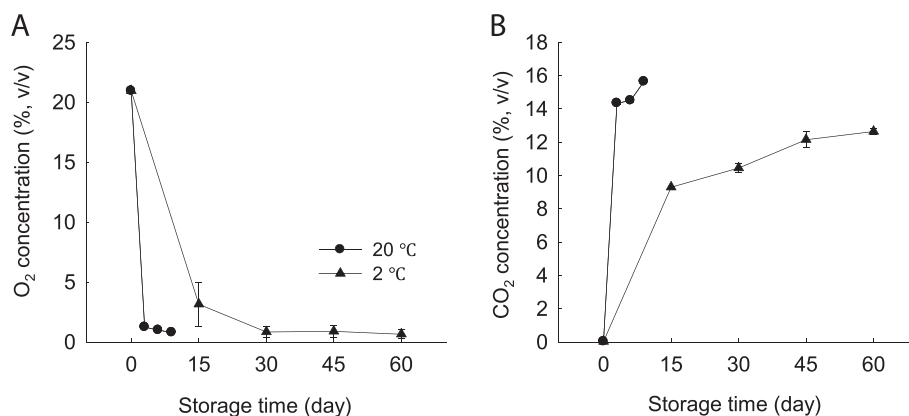 A
O2 concentration (%, v/v)
25
20
15
10
5
0
20 ℃
2 ℃
0 15 30 45 60
Storage time (day)
B
CO2 concentration (%, v/v)
18
16
14
12
10
8
6
4
2
0
0 15 30 45 60
Storage time (day)